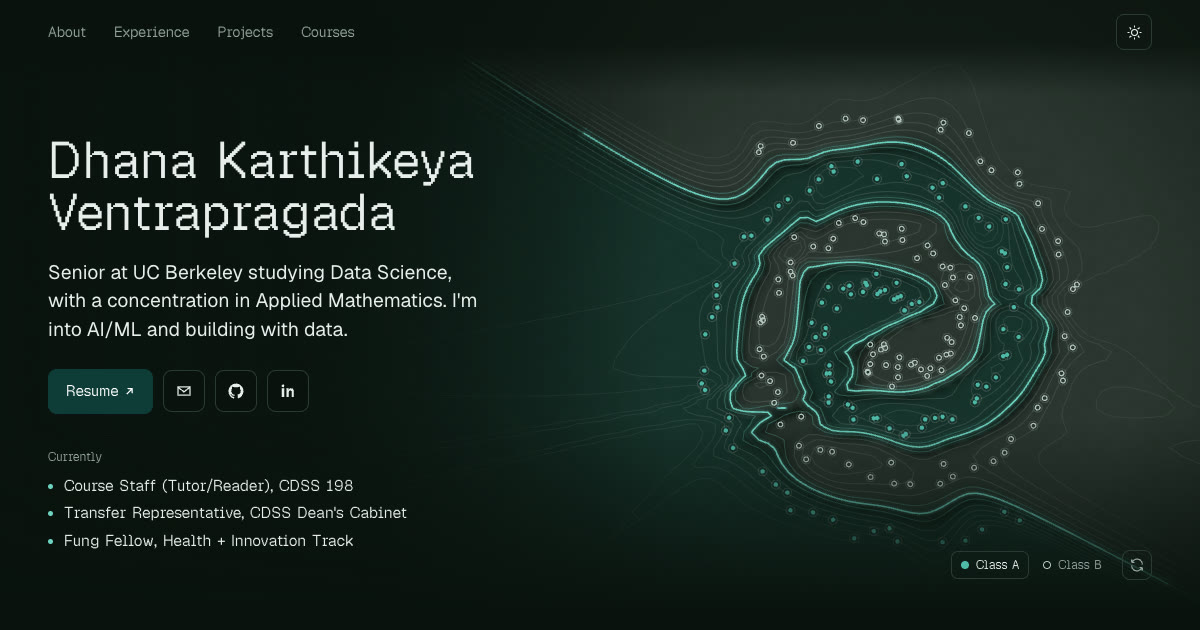 About
Experience
Projects
Courses
Dhana Karthikeya
Ventrapragada
Senior at UC Berkeley studying Data Science,
with a concentration in Applied Mathematics. I'm
into AI/ML and building with data.
Resume
in
Currently
Course Staff (Tutor/Reader), CDSS 198
Transfer Representative, CDSS Dean's Cabinet
Fung Fellow, Health + Innovation Track
Class A
Class B